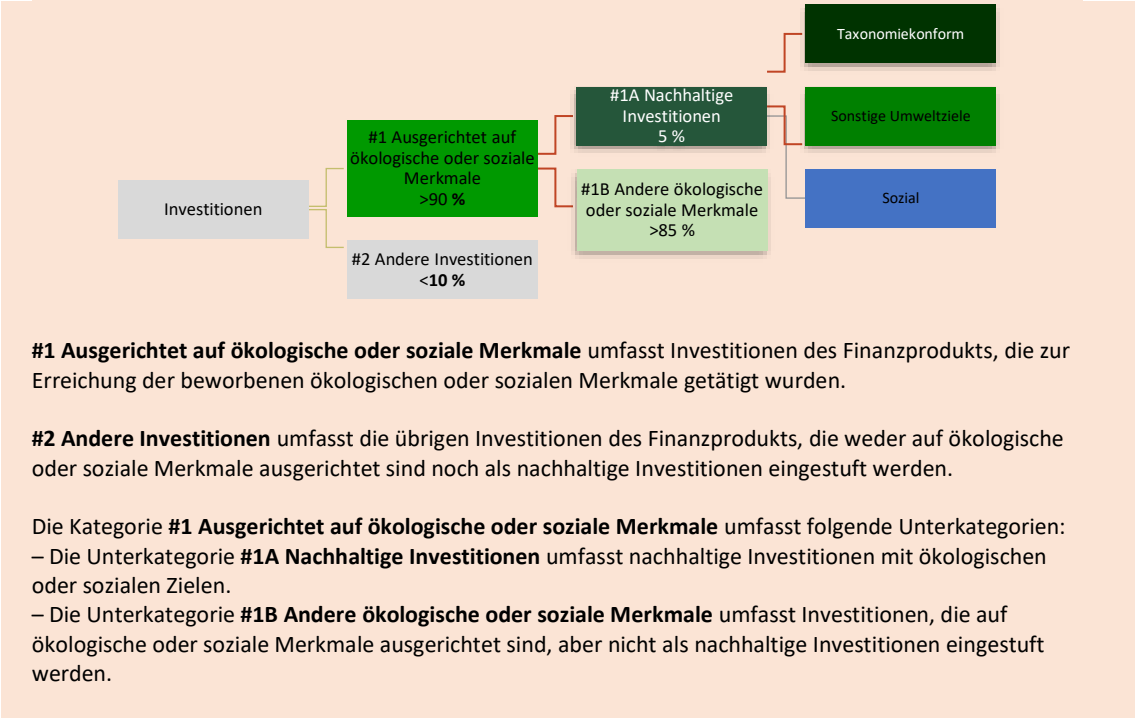 Taxonomiekonform
#1A Nachhaltige
Investitionen
5 %
Sonstige Umweltziele
#1 Ausgerichtet auf
ökologische oder soziale
Merkmale
>90 %
#1B Andere ökologische
oder soziale Merkmale
>85 %
Sozial
Investitionen
#2 Andere Investitionen
<10 %
#1 Ausgerichtet auf ökologische oder soziale Merkmale umfasst Investitionen des Finanzprodukts, die zur
Erreichung der beworbenen ökologischen oder sozialen Merkmale getätigt wurden.
#2 Andere Investitionen umfasst die übrigen Investitionen des Finanzprodukts, die weder auf ökologische
oder soziale Merkmale ausgerichtet sind noch als nachhaltige Investitionen eingestuft werden.
Die Kategorie #1 Ausgerichtet auf ökologische oder soziale Merkmale umfasst folgende Unterkategorien:
– Die Unterkategorie #1A Nachhaltige Investitionen umfasst nachhaltige Investitionen mit ökologischen
oder sozialen Zielen.
– Die Unterkategorie #1B Andere ökologische oder soziale Merkmale umfasst Investitionen, die auf
ökologische oder soziale Merkmale ausgerichtet sind, aber nicht als nachhaltige Investitionen eingestuft
werden.